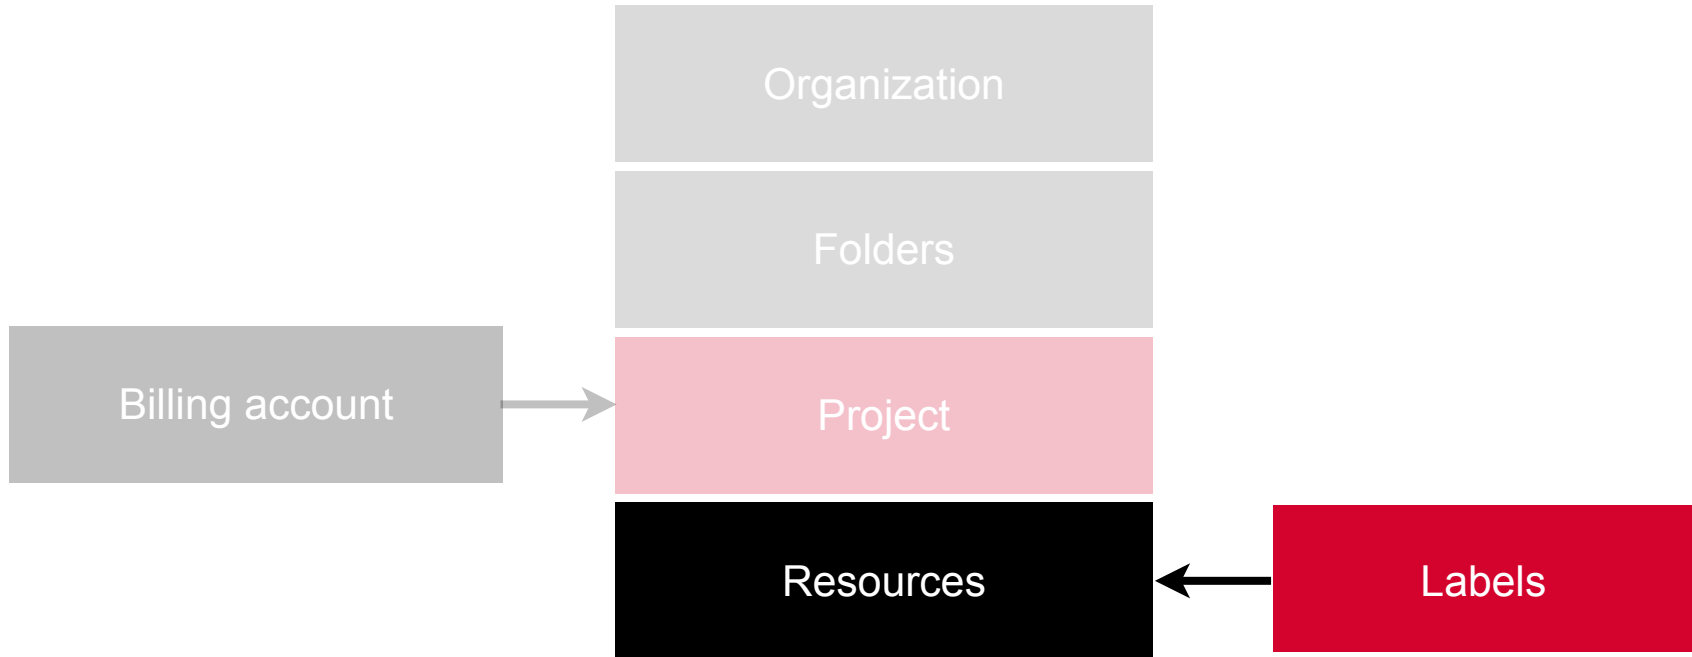 Organization
Folders
Billing account
Project
Resources
Labels